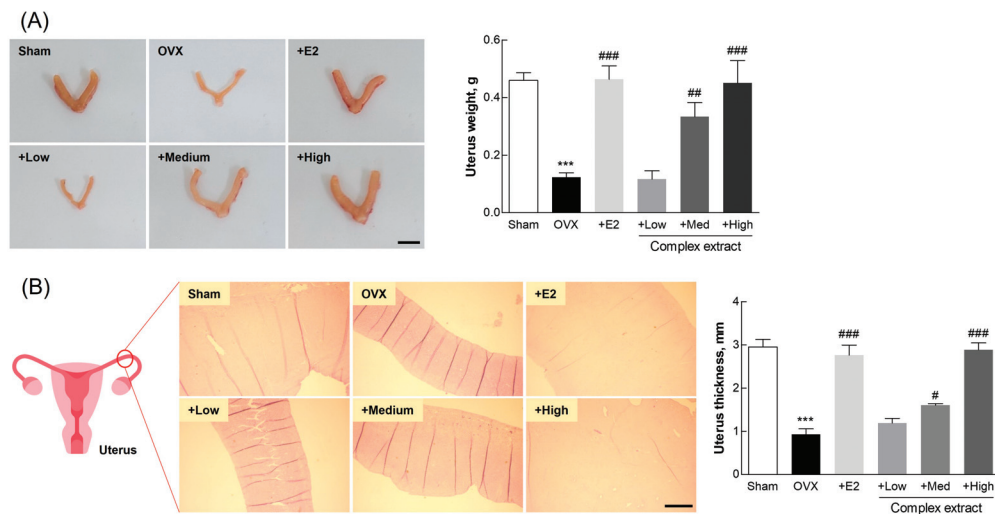 (A)
Sham
OVX
+E2
+Low
+Medium
+High
Uterus weight, g
0.6
0.4
0.2
0.0
***
###
##
###
Sham
OVX
+E2
+Low
+Med
+High
Complex extract
(B)
Uterus
Sham
OVX
+E2
+Low
+Medium
+High
Uterus thickness, mm
4
3
2
1
0
***
###
#
###
Sham
OVX
+E2
+Low
+Med
+High
Complex extract